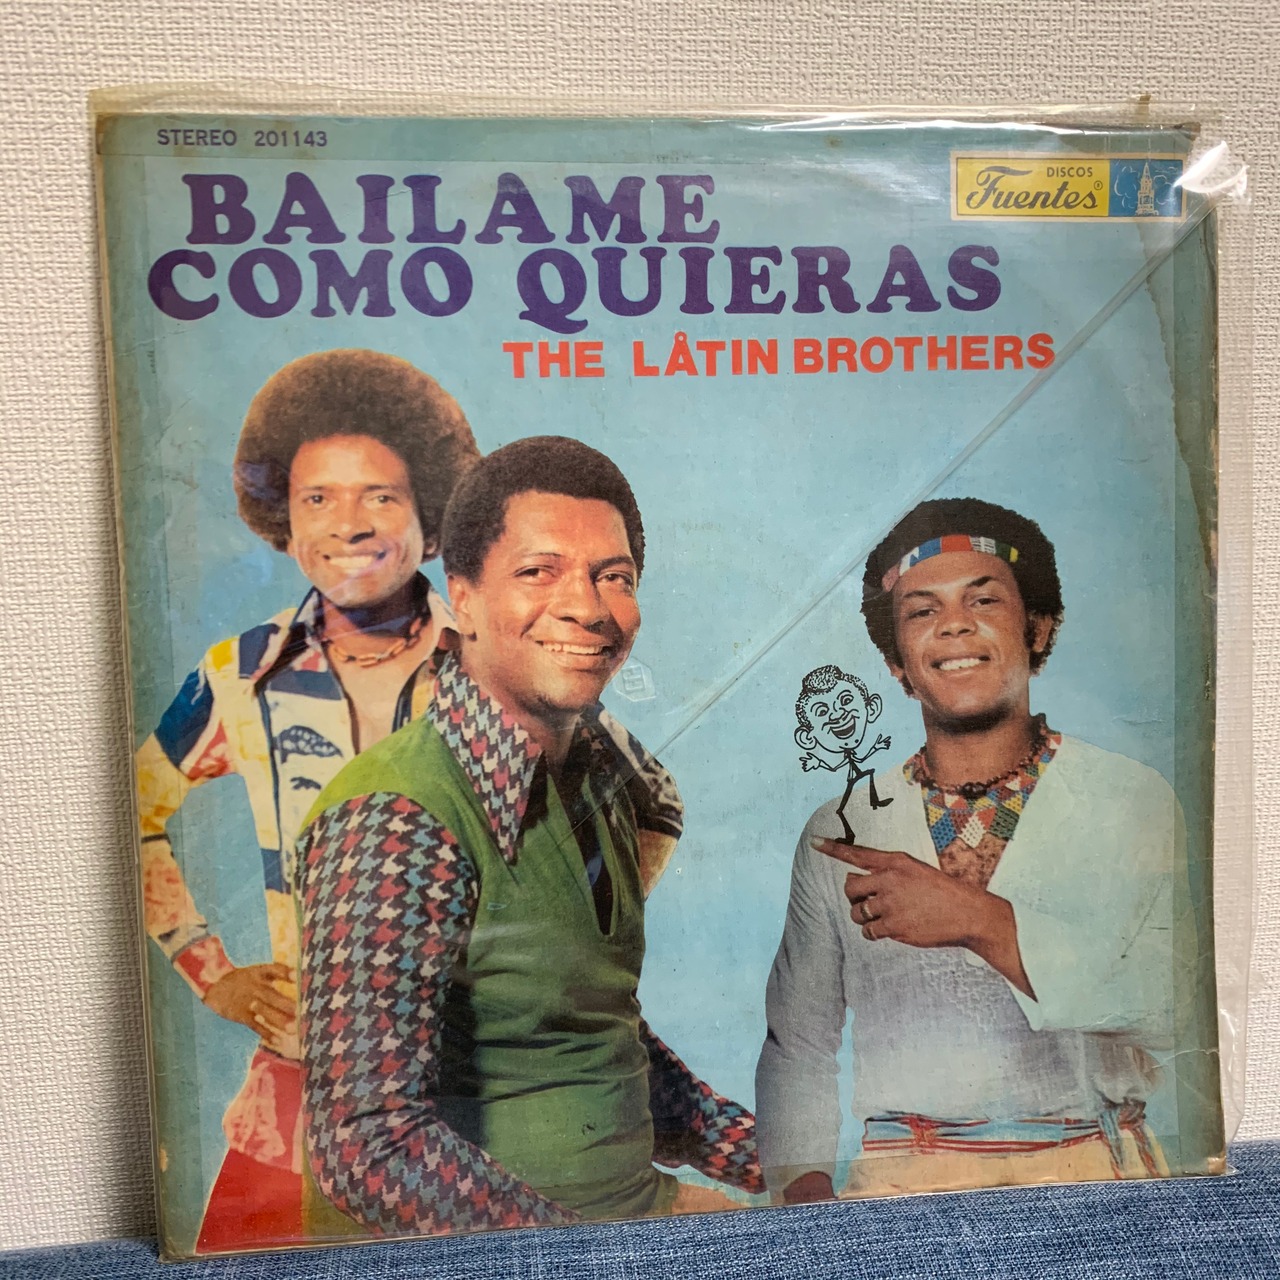 STEREO 201143
DISCOS
Fuentes®
BAILAME
COMO QUIERAS
THE LÅTIN BROTHERS